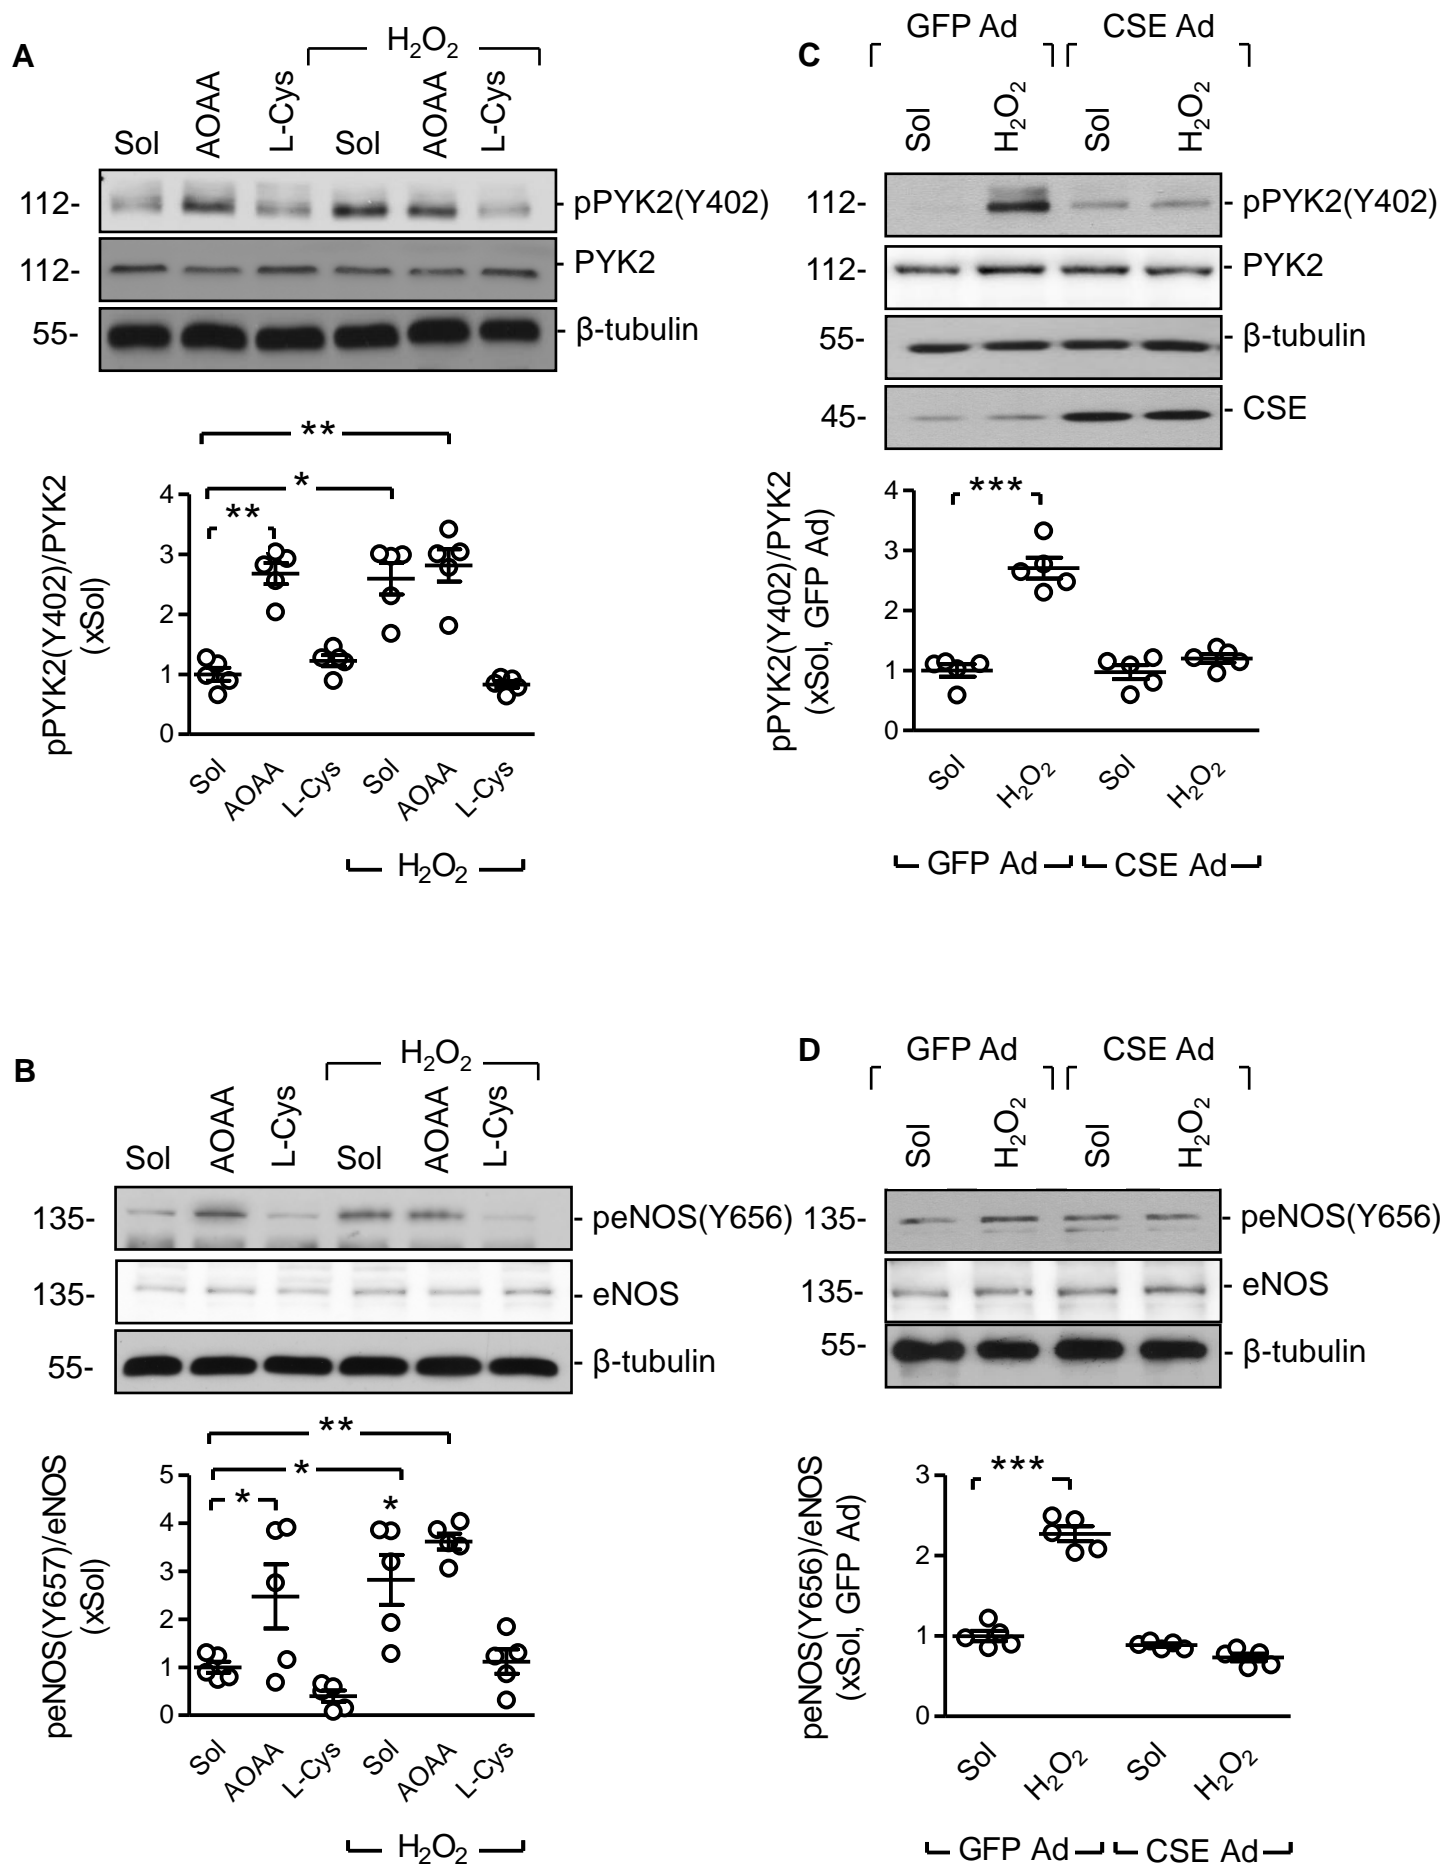 A
H₂O₂
Sol AOAA L-Cys Sol AOAA L-Cys
112- - pPYK2(Y402)
112- - PYK2
55- - β-tubulin
**
*
**
pPYK2(Y402)/PYK2
(xSol)
4
3
2
1
0
Sol AOAA L-Cys Sol AOAA L-Cys
H₂O₂
C
GFP Ad CSE Ad
Sol H₂O₂ Sol H₂O₂
112- - pPYK2(Y402)
112- - PYK2
55- - β-tubulin
45- - CSE
***
pPYK2(Y402)/PYK2
(xSol, GFP Ad)
4
3
2
1
0
Sol H₂O₂ Sol H₂O₂
GFP Ad CSE Ad
B
H₂O₂
Sol AOAA L-Cys Sol AOAA L-Cys
135- - peNOS(Y656)
135- - eNOS
55- - β-tubulin
**
*
*
*
peNOS(Y657)/eNOS
(xSol)
5
4
3
2
1
0
Sol AOAA L-Cys Sol AOAA L-Cys
H₂O₂
D
GFP Ad CSE Ad
Sol H₂O₂ Sol H₂O₂
135- - peNOS(Y656)
135- - eNOS
55- - β-tubulin
***
peNOS(Y656)/eNOS
(xSol, GFP Ad)
3
2
1
0
Sol H₂O₂ Sol H₂O₂
GFP Ad CSE Ad